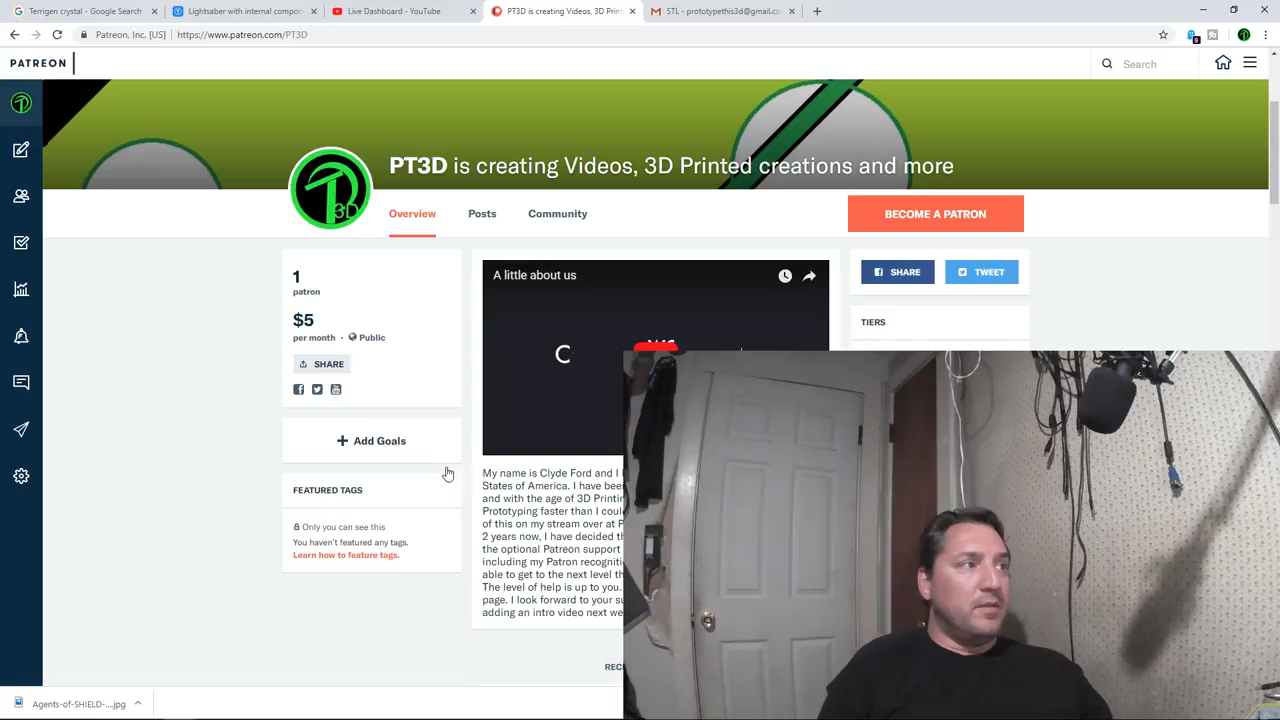 Terrigen crystal - Google Search
Lightsaber with internal compon
Live Dashboard - YouTube
PT3D is creating Videos, 3D Print
STL - prototypethis3d@gmail.co
Patreon, Inc. [US]
https://www.patreon.com/PT3D
PATREON
Search
PT3D is creating Videos, 3D Printed creations and more
Overview
Posts
Community
BECOME A PATRON
1
patron
$5
per month · Public
SHARE
Add Goals
FEATURED TAGS
Only you can see this
You haven't featured any tags.
Learn how to feature tags.
A little about us
SHARE
TWEET
TIERS
My name is Clyde Ford and I
States of America. I have been
and with the age of 3D Printin
Prototyping faster than I coul
of this on my stream over at P
2 years now, I have decided th
the optional Patreon support
including my Patron recogniti
able to get to the next level th
The level of help is up to you.
page. I look forward to your su
adding an intro video next we
REC
Agents-of-SHIELD-....jpg